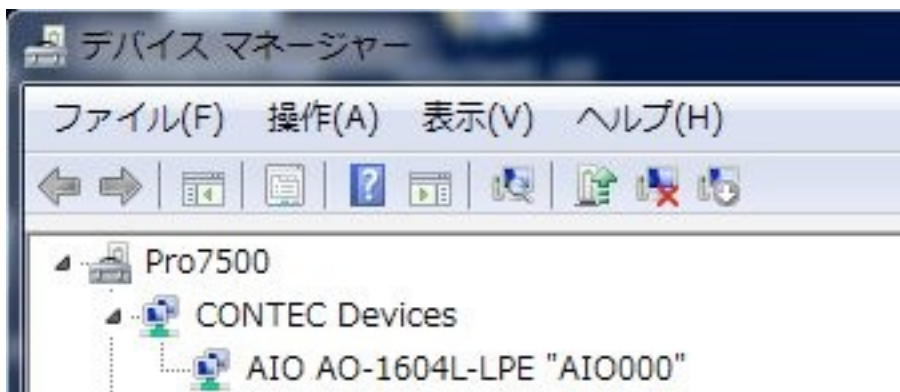 デバイス マネージャー
ファイル(F) 操作(A) 表示(V) ヘルプ(H)
?
Pro7500
CONTEC Devices
AIO AO-1604L-LPE "AIO000"